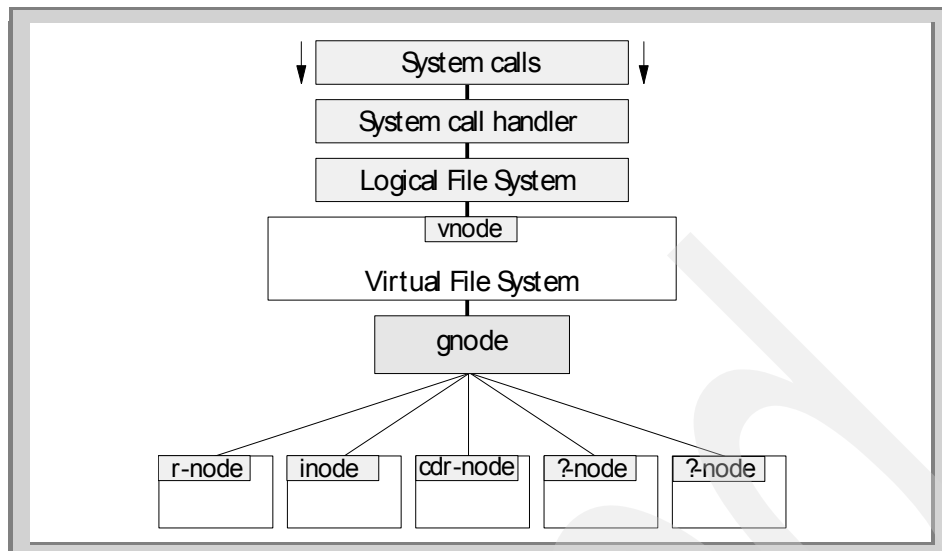 System calls
System call handler
Logical File System
vnode
Virtual File System
gnode
r-node
inode
cdr-node
?-node
?-node